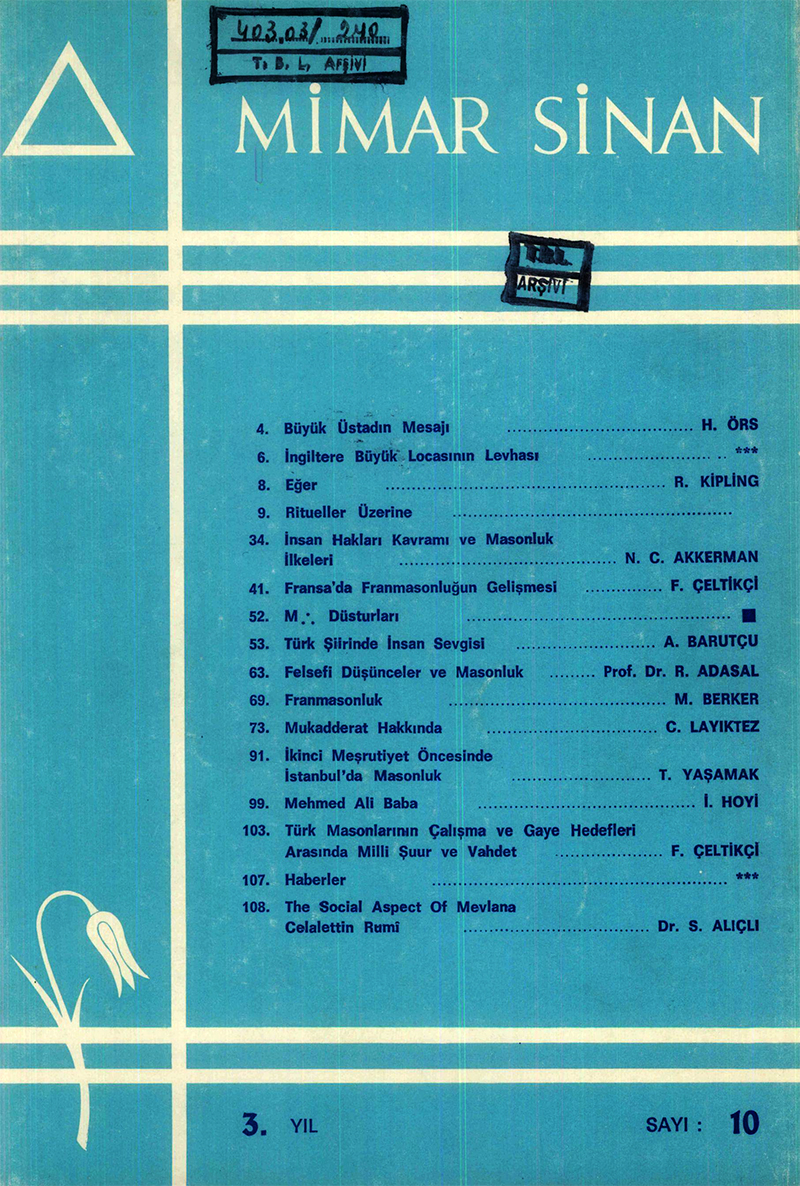 403.03/ 240
T. B. L. ARŞİVİ
MİMAR SİNAN
ARŞİVİ
4. Büyük Üstadın Mesajı ........ H. ÖRS
6. İngiltere Büyük Locasının Levhası ........ ***
8. Eğer ........ R. KİPLİNG
9. Ritueller Üzerine ........
34. İnsan Hakları Kavramı ve Masonluk
İlkeleri ........ N. C. AKKERMAN
41. Fransa'da Franmasonluğun Gelişmesi ........ F. ÇELTİKÇİ
52. M∴ Düsturları ........ ■
53. Türk Şiirinde İnsan Sevgisi ........ A. BARUTÇU
63. Felsefi Düşünceler ve Masonluk ........ Prof. Dr. R. ADASAL
69. Franmasonluk ........ M. BERKER
73. Mukadderat Hakkında ........ C. LAYIKTEZ
91. İkinci Meşrutiyet Öncesinde
İstanbul'da Masonluk ........ T. YAŞAMAK
99. Mehmed Ali Baba ........ İ. HOYİ
103. Türk Masonlarının Çalışma ve Gaye Hedefleri
Arasında Milli Şuur ve Vahdet ........ F. ÇELTİKÇİ
107. Haberler ........ ***
108. The Social Aspect Of Mevlana
Celalettin Rumî ........ Dr. S. ALIÇLI
3. YIL SAYI : 10